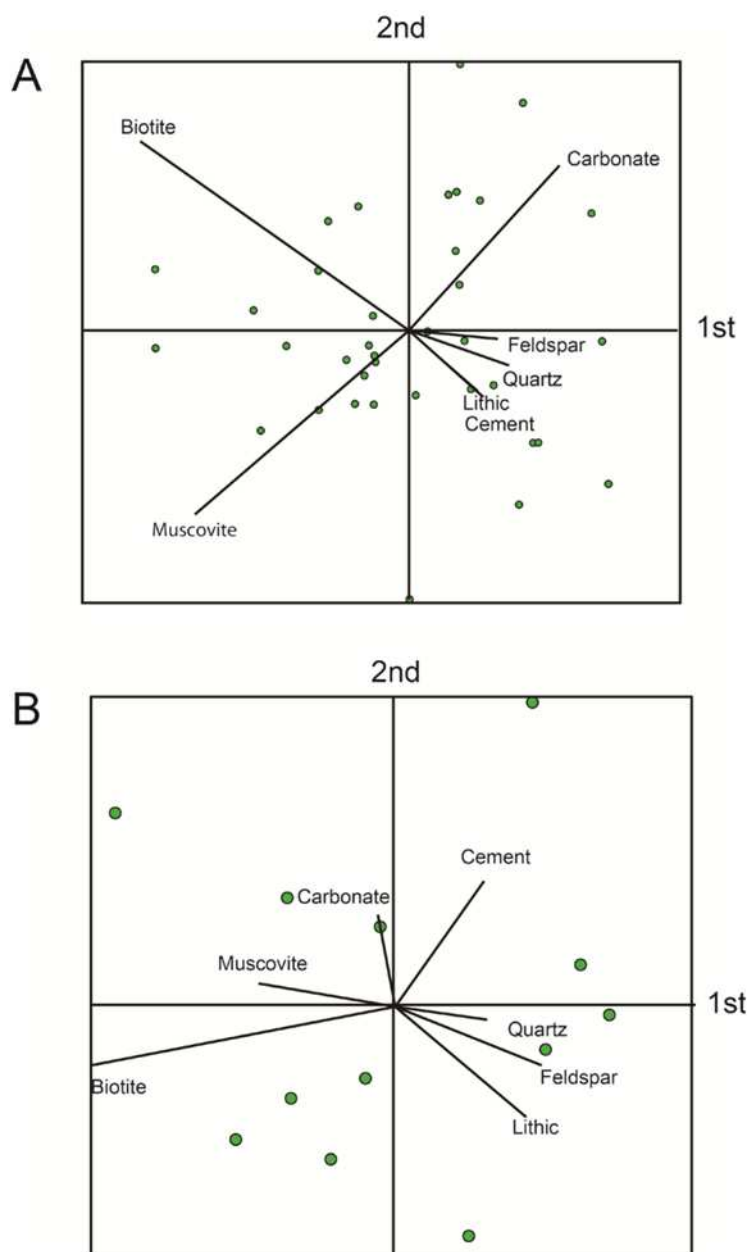 2nd
A
Biotite
Carbonate
1st
Feldspar
Quartz
Lithic
Cement
Muscovite
2nd
B
Cement
Carbonate
Muscovite
1st
Quartz
Feldspar
Biotite
Lithic